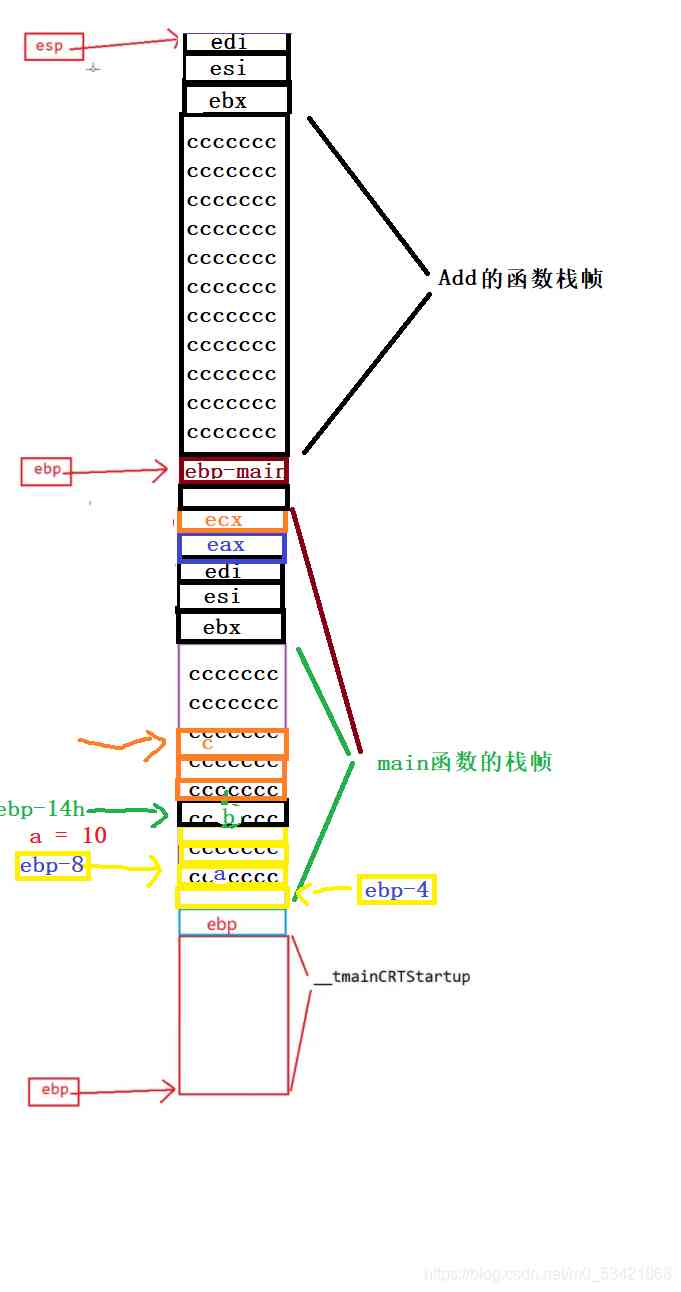 esp
edi
esi
ebx
ccccccc
ccccccc
ccccccc
ccccccc
ccccccc
ccccccc
ccccccc
ccccccc
ccccccc
ccccccc
ccccccc
Add的函数栈帧
ebp
ebp-main
ecx
eax
edi
esi
ebx
ccccccc
ccccccc
ccccccc
c
ccccccc
main函数的栈帧
ccccccc
ebp-14h
cc ccc
b
a = 10
ccccccc
ebp-8
cc cccc
a
ebp-4
ebp
__tmainCRTStartup
ebp
https://blog.csdn.net/m0_53421868